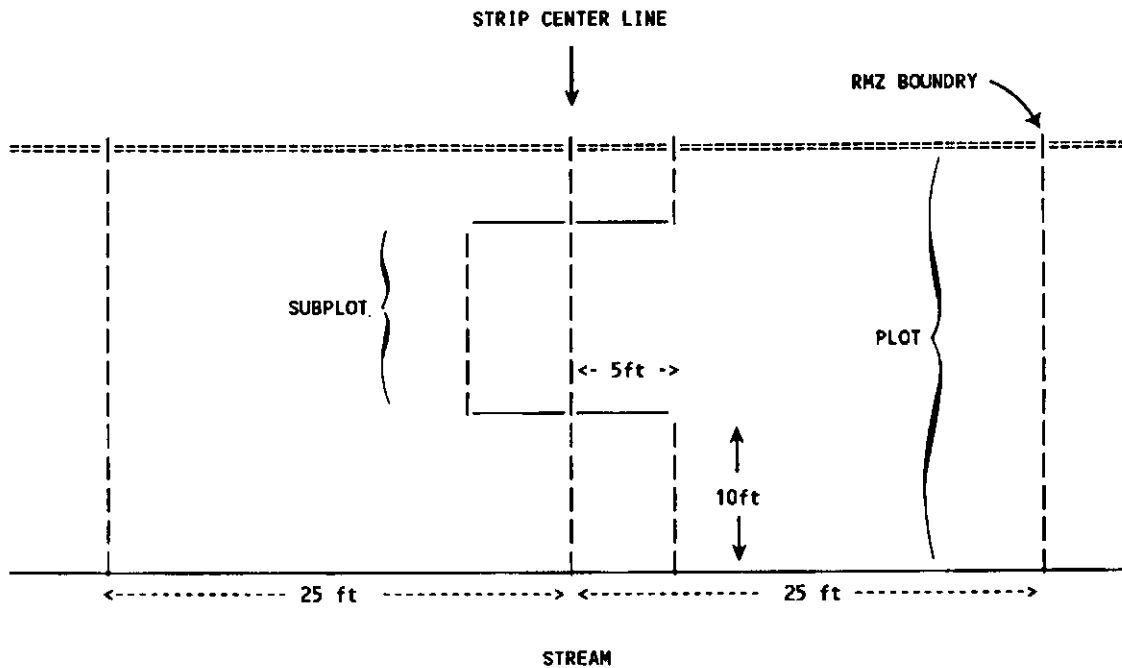 STRIP CENTER LINE
RMZ BOUNDRY
SUBPLOT
<- 5ft ->
PLOT
10ft
<---------- 25 ft ----------><---------- 25 ft ---------->
STREAM